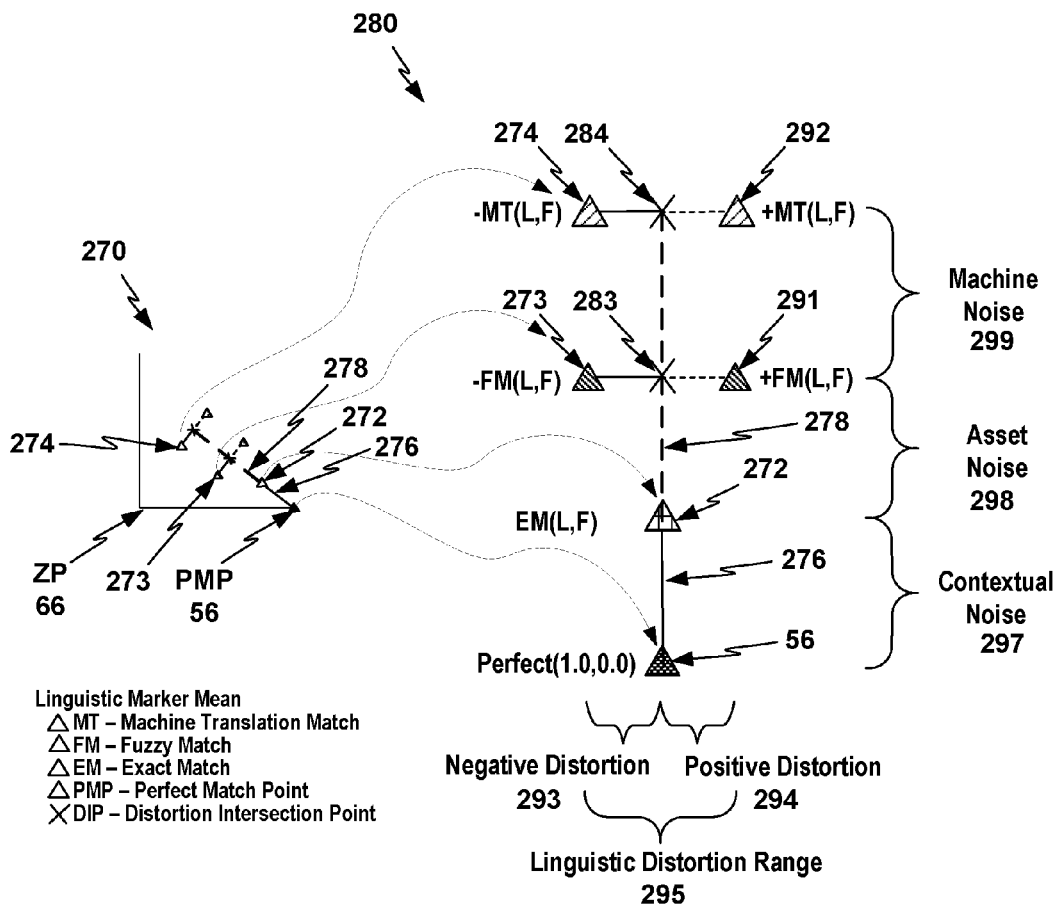 280
274 284 292
-MT(L,F) +MT(L,F)
270
273 283 291
Machine
Noise
299
278
-FM(L,F) +FM(L,F)
272
274
276
278
Asset
Noise
298
272
EM(L,F)
ZP
66
273
PMP
56
276
Contextual
Noise
297
56
Perfect(1.0,0.0)
Linguistic Marker Mean
MT – Machine Translation Match
FM – Fuzzy Match
EM – Exact Match
PMP – Perfect Match Point
DIP – Distortion Intersection Point
Negative Distortion Positive Distortion
293 294
Linguistic Distortion Range
295